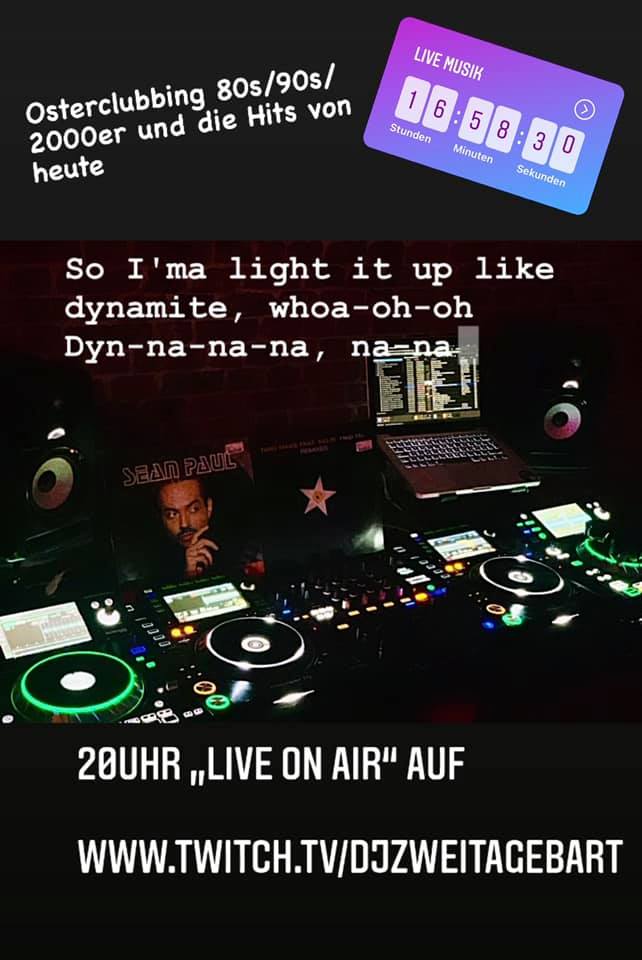 Osterclubbing 80s/90s/
2000er und die Hits von
heute
LIVE MUSIK
16:58:30
Stunden Minuten Sekunden
So I'ma light it up like
dynamite, whoa-oh-oh
Dyn-na-na-na, na-na
SEAN PAUL
REMIXES
20UHR „LIVE ON AIR“ AUF
WWW.TWITCH.TV/DJZWEITAGEBART